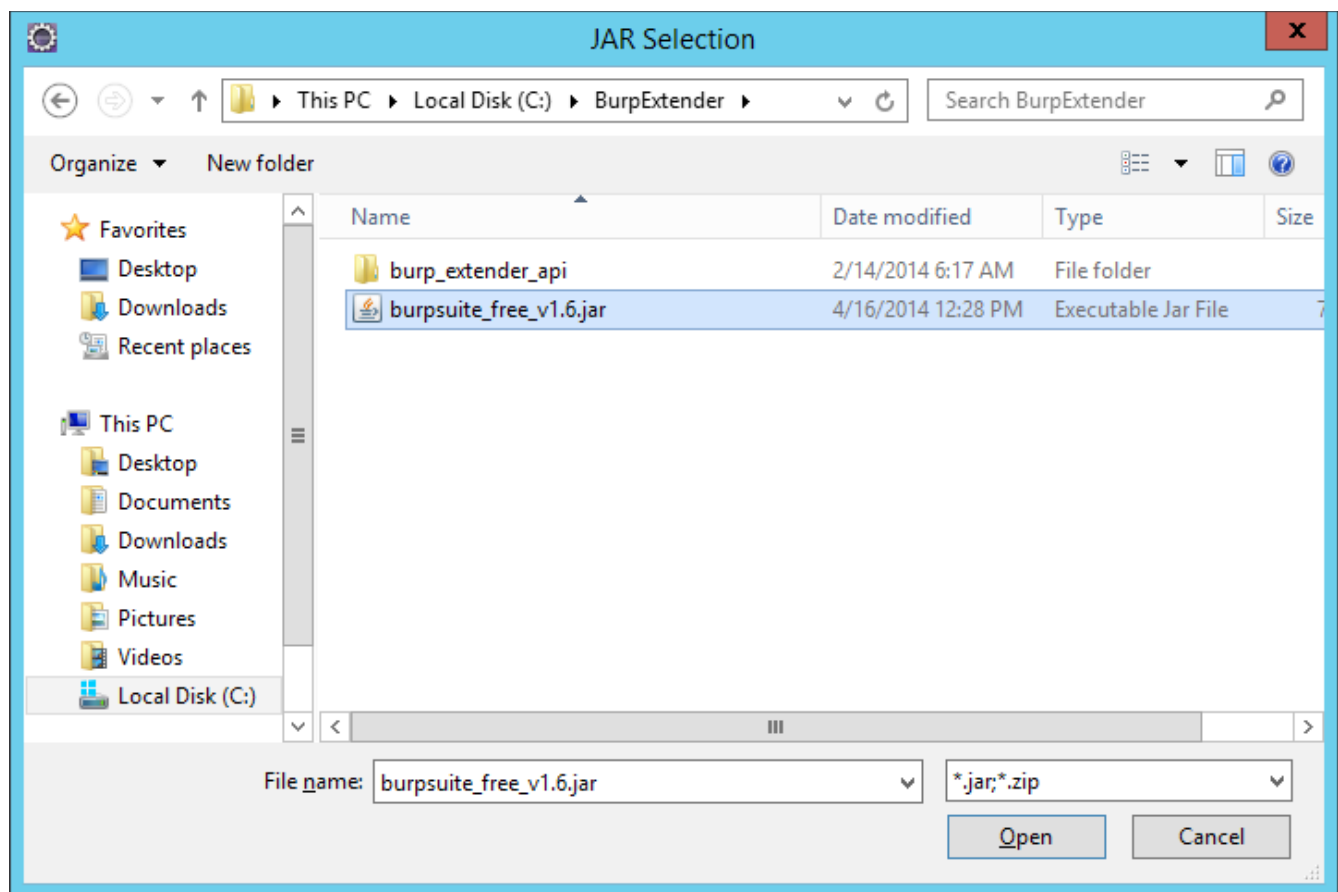 JAR Selection
x
This PC Local Disk (C:) BurpExtender
Search BurpExtender
Organize New folder
Name Date modified Type Size
burp_extender_api 2/14/2014 6:17 AM File folder
burpsuite_free_v1.6.jar 4/16/2014 12:28 PM Executable Jar File 7
Favorites
Desktop
Downloads
Recent places
This PC
Desktop
Documents
Downloads
Music
Pictures
Videos
Local Disk (C:)
File name: burpsuite_free_v1.6.jar *.jar;*.zip
Open Cancel